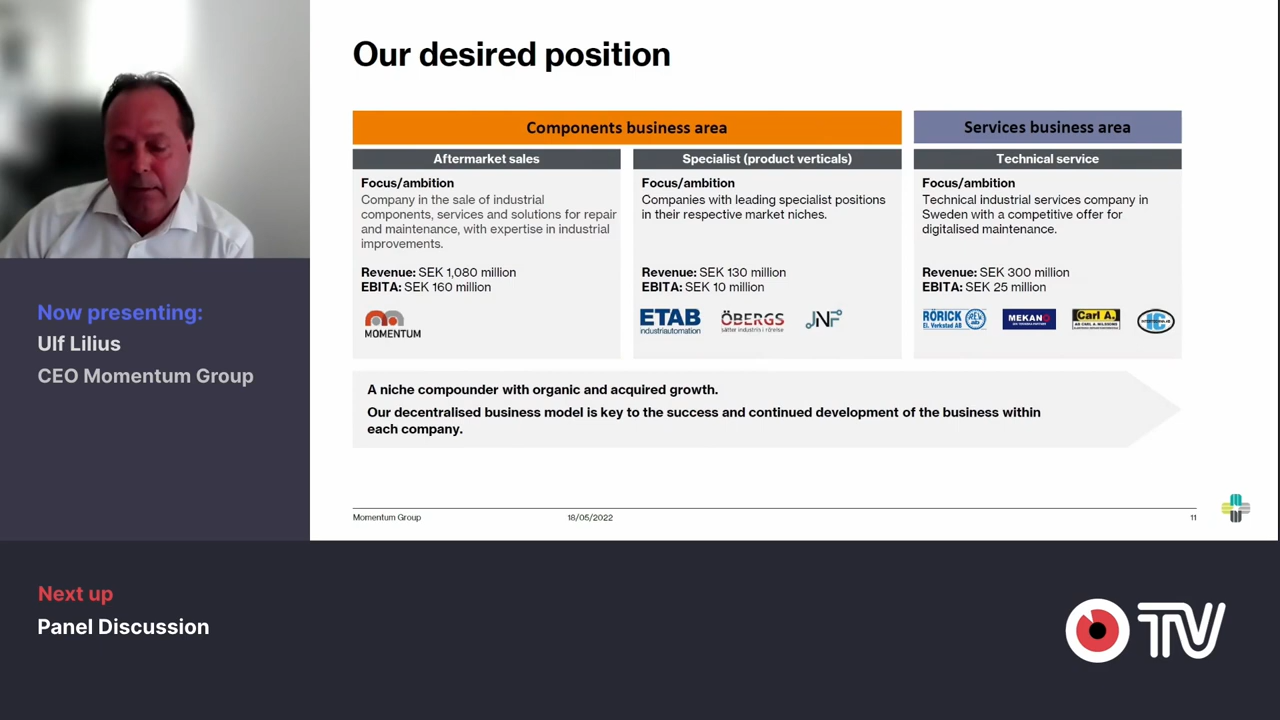 Our desired position
Components business area
Services business area
Aftermarket sales
Specialist (product verticals)
Technical service
Focus/ambition
Company in the sale of industrial
components, services and solutions for repair
and maintenance, with expertise in industrial
improvements.
Revenue: SEK 1,080 million
EBITA: SEK 160 million
MOMENTUM
Focus/ambition
Companies with leading specialist positions
in their respective market niches.
Revenue: SEK 130 million
EBITA: SEK 10 million
ETAB
industriautomation
ÖBERGS
sätter industris i rörelse
JNF
Focus/ambition
Technical industrial services company in
Sweden with a competitive offer for
digitalised maintenance.
Revenue: SEK 300 million
EBITA: SEK 25 million
RÖRICK
El. Verkstad AB
MEKANO
Carl A.
A niche compounder with organic and acquired growth.
Our decentralised business model is key to the success and continued development of the business within
each company.
Momentum Group
18/05/2022
11
Now presenting:
Ulf Lilius
CEO Momentum Group
Next up
Panel Discussion
TV